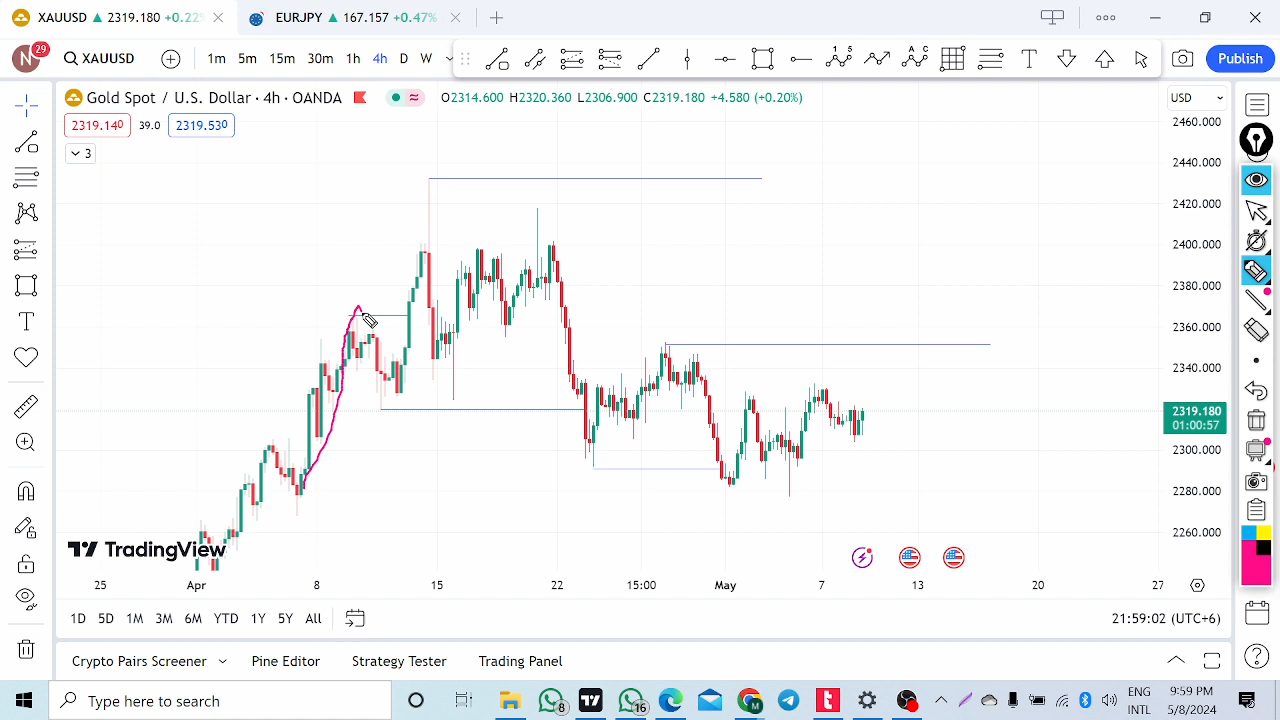 XAUUSD ▲ 2319.180 +0.22%
EURJPY ▲ 167.157 +0.47%
N 29
XAUUSD
1m 5m 15m 30m 1h 4h D W
Publish
Gold Spot / U.S. Dollar · 4h · OANDA
O2314.600 H2320.360 L2306.900 C2319.180 +4.580 (+0.20%)
USD
2319.140 39.0 2319.530
3
2460.000
2440.000
2420.000
2400.000
2380.000
2360.000
2340.000
2319.180
01:00:57
2300.000
2280.000
2260.000
TradingView
25 Apr 8 15 22 15:00 May 7 13 20 27
1D 5D 1M 3M 6M YTD 1Y 5Y All
21:59:02 (UTC+6)
Crypto Pairs Screener Pine Editor Strategy Tester Trading Panel
Type here to search
8
16
M
ENG
INTL
8:59 PM
5/8/2024